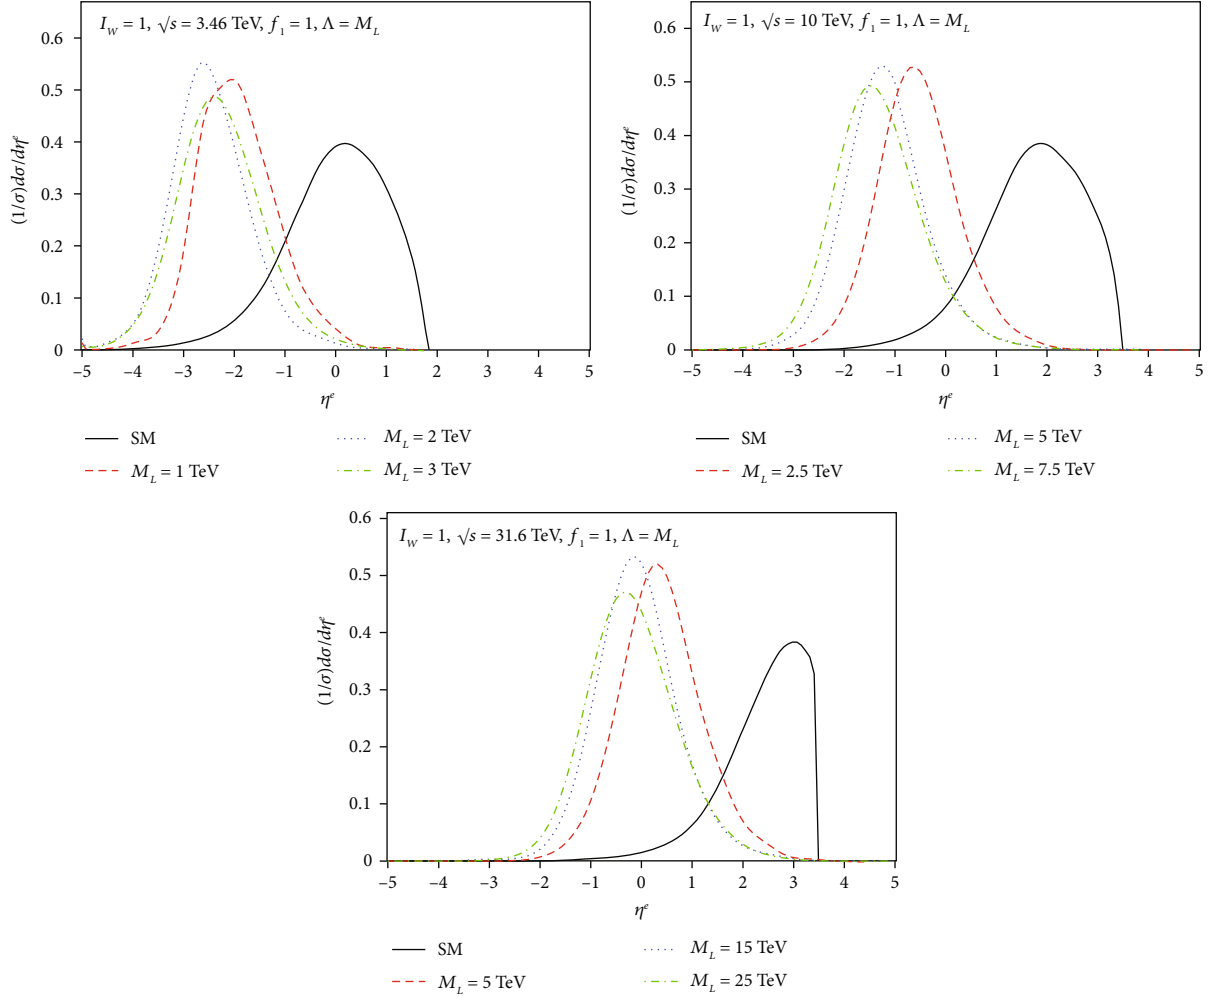 I_W = 1, √s = 3.46 TeV, f_1 = 1, Λ = M_L
(1/σ)dσ/dη^e
0.6
0.5
0.4
0.3
0.2
0.1
0
–5 –4 –3 –2 –1 0 1 2 3 4 5
η^e
SM
M_L = 1 TeV
M_L = 2 TeV
M_L = 3 TeV
I_W = 1, √s = 10 TeV, f_1 = 1, Λ = M_L
(1/σ)dσ/dη^e
0.6
0.5
0.4
0.3
0.2
0.1
0
–5 –4 –3 –2 –1 0 1 2 3 4 5
η^e
SM
M_L = 2.5 TeV
M_L = 5 TeV
M_L = 7.5 TeV
I_W = 1, √s = 31.6 TeV, f_1 = 1, Λ = M_L
(1/σ)dσ/dη^e
0.6
0.5
0.4
0.3
0.2
0.1
0
–5 –4 –3 –2 –1 0 1 2 3 4 5
η^e
SM
M_L = 5 TeV
M_L = 15 TeV
M_L = 25 TeV